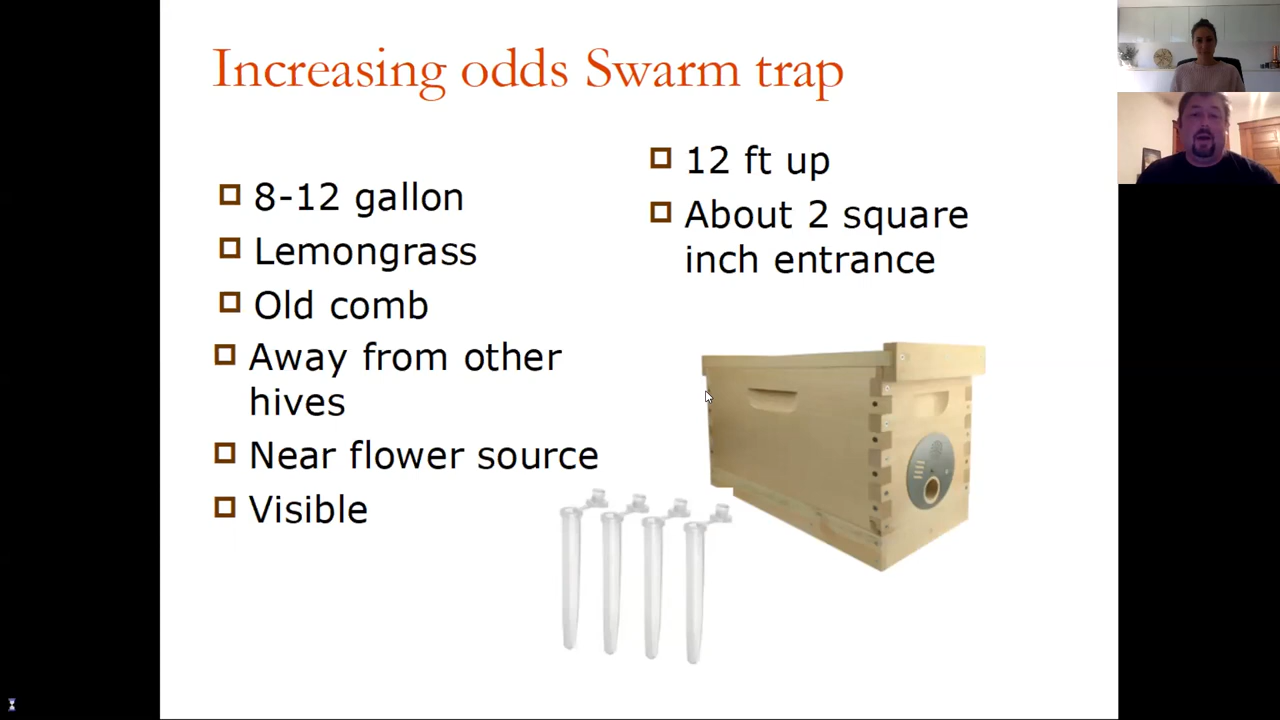 Increasing odds Swarm trap
8-12 gallon
Lemongrass
Old comb
Away from other
hives
Near flower source
Visible
12 ft up
About 2 square
inch entrance